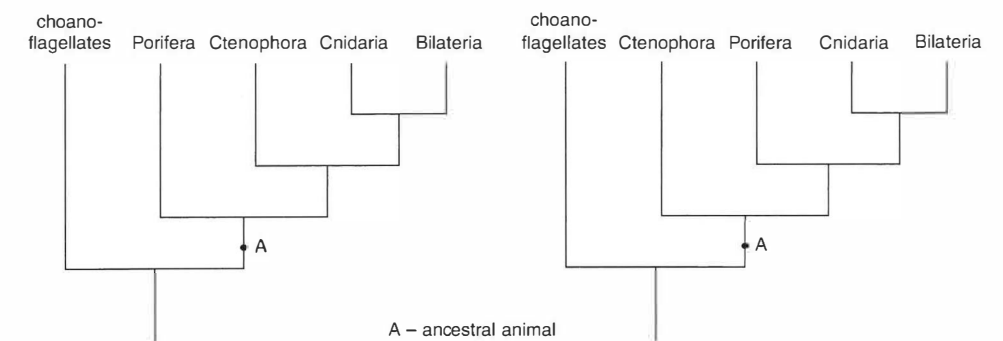 choano-
flagellates Porifera Ctenophora Cnidaria Bilateria
A
choano-
flagellates Ctenophora Porifera Cnidaria Bilateria
A
A – ancestral animal